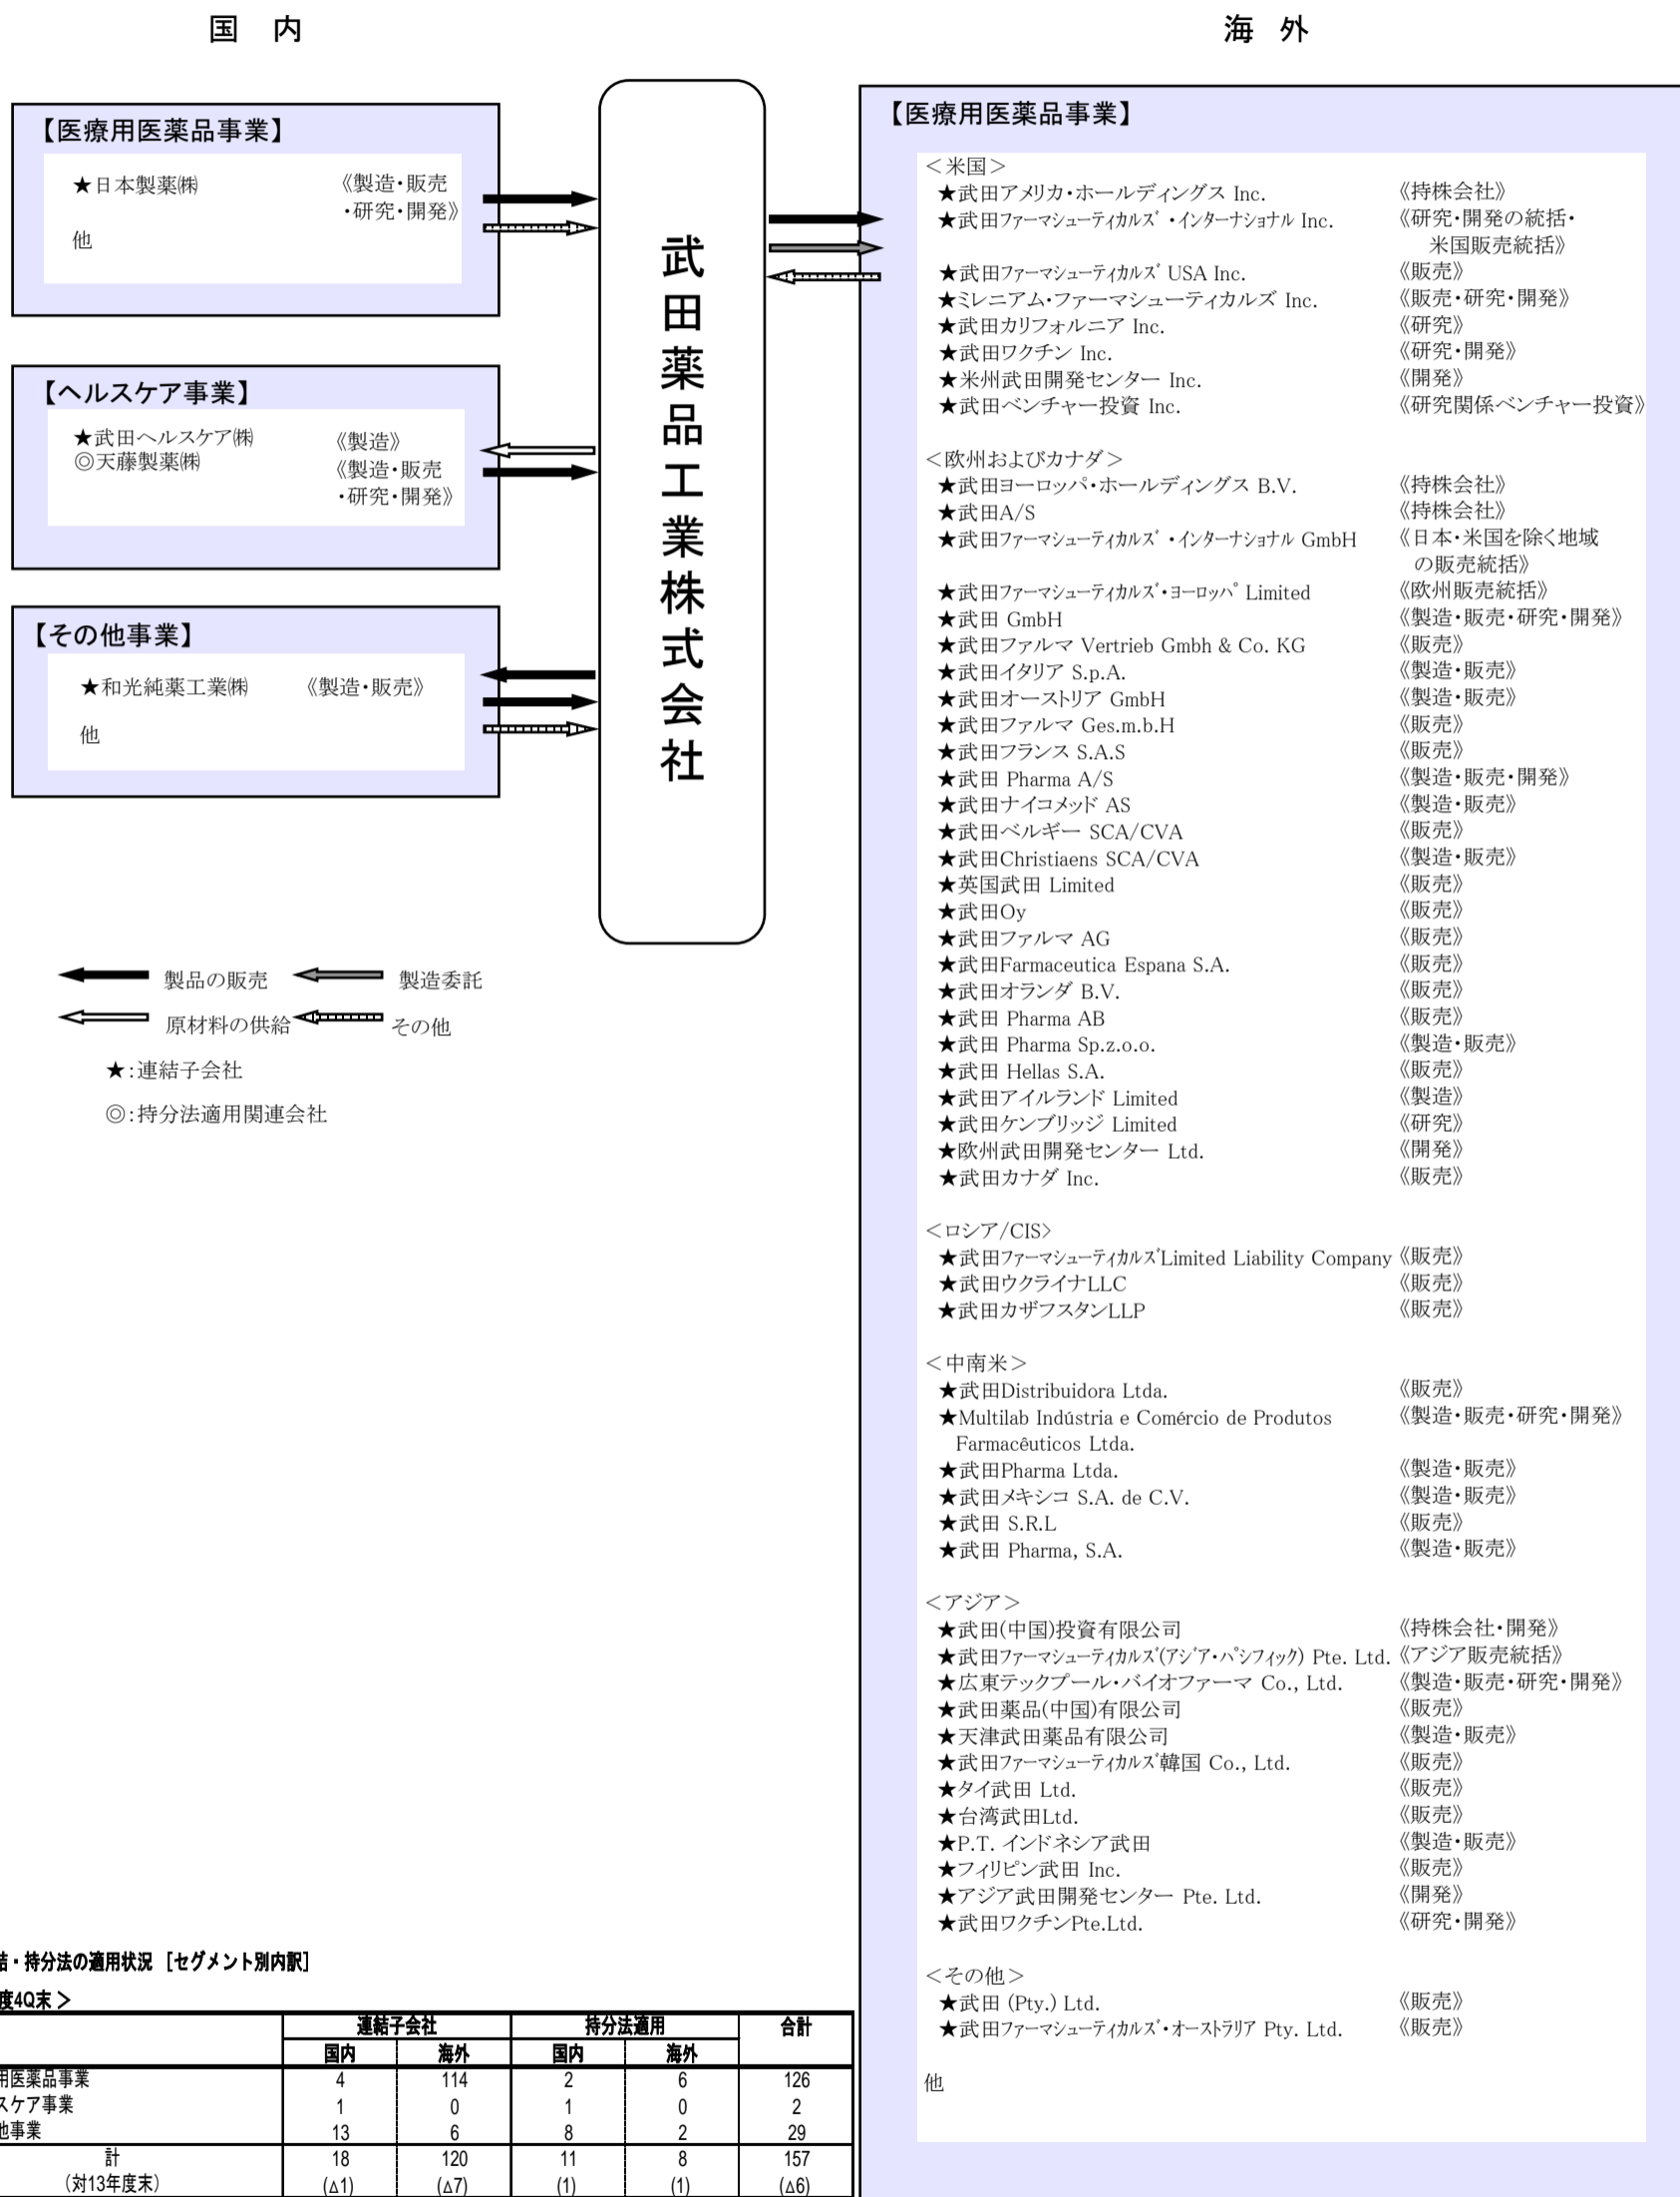 国 内
海 外
【医療用医薬品事業】
★日本製薬㈱ 《製造・販売
・研究・開発》
他
【ヘルスケア事業】
★武田ヘルスケア㈱ 《製造》
◎天藤製薬㈱ 《製造・販売
・研究・開発》
【その他事業】
★和光純薬工業㈱ 《製造・販売》
他
武田薬品工業株式会社
製品の販売 製造委託
原材料の供給 その他
★:連結子会社
◎:持分法適用関連会社
【医療用医薬品事業】
＜米国＞
★武田アメリカ・ホールディングス Inc. 《持株会社》
★武田ﾌｧｰﾏｼｭｰﾃｨｶﾙｽﾞ・ｲﾝﾀｰﾅｼｮﾅﾙ Inc. 《研究・開発の統括・
米国販売統括》
★武田ﾌｧｰﾏｼｭｰﾃｨｶﾙｽﾞ USA Inc. 《販売》
★ミレニアム・ファーマシューティカルズ Inc. 《販売・研究・開発》
★武田カリフォルニア Inc. 《研究》
★武田ワクチン Inc. 《研究・開発》
★米州武田開発センター Inc. 《開発》
★武田ベンチャー投資 Inc. 《研究関係ベンチャー投資》
＜欧州およびカナダ＞
★武田ヨーロッパ・ホールディングス B.V. 《持株会社》
★武田A/S 《持株会社》
★武田ﾌｧｰﾏｼｭｰﾃｨｶﾙｽﾞ・ｲﾝﾀｰﾅｼｮﾅﾙ GmbH 《日本・米国を除く地域
の販売統括》
★武田ﾌｧｰﾏｼｭｰﾃｨｶﾙｽﾞ・ﾖｰﾛｯﾊﾟ Limited 《欧州販売統括》
★武田 GmbH 《製造・販売・研究・開発》
★武田ファルマ Vertrieb Gmbh & Co. KG 《販売》
★武田イタリア S.p.A. 《製造・販売》
★武田オーストリア GmbH 《製造・販売》
★武田ファルマ Ges.m.b.H 《販売》
★武田フランス S.A.S 《販売》
★武田 Pharma A/S 《製造・販売・開発》
★武田ナイコメッド AS 《製造・販売》
★武田ベルギー SCA/CVA 《販売》
★武田Christiaens SCA/CVA 《製造・販売》
★英国武田 Limited 《販売》
★武田Oy 《販売》
★武田ファルマ AG 《販売》
★武田Farmaceutica Espana S.A. 《販売》
★武田オランダ B.V. 《販売》
★武田 Pharma AB 《販売》
★武田 Pharma Sp.z.o.o. 《製造・販売》
★武田 Hellas S.A. 《販売》
★武田アイルランド Limited 《製造》
★武田ケンブリッジ Limited 《研究》
★欧州武田開発センター Ltd. 《開発》
★武田カナダ Inc. 《販売》
＜ロシア/CIS>
★武田ﾌｧｰﾏｼｭｰﾃｨｶﾙｽﾞLimited Liability Company 《販売》
★武田ウクライナLLC 《販売》
★武田カザフスタンLLP 《販売》
＜中南米＞
★武田Distribuidora Ltda. 《販売》
★Multilab Indústria e Comércio de Produtos 《製造・販売・研究・開発》
Farmacêuticos Ltda.
★武田Pharma Ltda. 《製造・販売》
★武田メキシコ S.A. de C.V. 《製造・販売》
★武田 S.R.L 《販売》
★武田 Pharma, S.A. 《製造・販売》
＜アジア＞
★武田(中国)投資有限公司 《持株会社・開発》
★武田ﾌｧｰﾏｼｭｰﾃｨｶﾙｽﾞ(ｱｼﾞｱ・ﾊﾟｼﾌｨｯｸ) Pte. Ltd. 《アジア販売統括》
★広東テックプール・バイオファーマ Co., Ltd. 《製造・販売・研究・開発》
★武田薬品(中国)有限公司 《販売》
★天津武田薬品有限公司 《製造・販売》
★武田ﾌｧｰﾏｼｭｰﾃｨｶﾙｽﾞ韓国 Co., Ltd. 《販売》
★タイ武田 Ltd. 《販売》
★台湾武田Ltd. 《販売》
★P.T. インドネシア武田 《製造・販売》
★フィリピン武田 Inc. 《販売》
★アジア武田開発センター Pte. Ltd. 《開発》
★武田ワクチンPte.Ltd. 《研究・開発》
＜その他＞
★武田 (Pty.) Ltd. 《販売》
★武田ﾌｧｰﾏｼｭｰﾃｨｶﾙｽﾞ・ｵｰｽﾄﾗﾘｱ Pty. Ltd. 《販売》
他
結・持分法の適用状況 ［セグメント別内訳］
度4Q末 ＞
連結子会社 持分法適用 合計
国内 海外 国内 海外
用医薬品事業 4 114 2 6 126
スケア事業 1 0 1 0 2
他事業 13 6 8 2 29
計 18 120 11 8 157
（対13年度末） (△1) (△7) (1) (1) (△6)